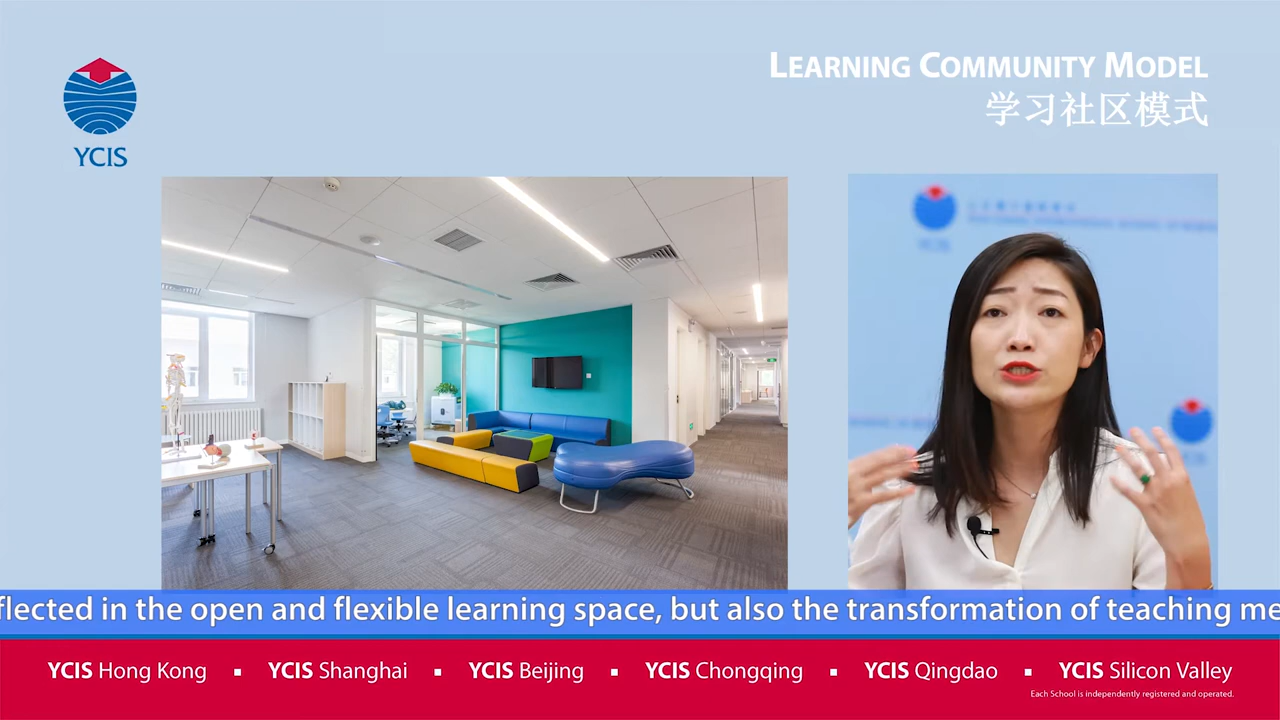 LEARNING COMMUNITY MODEL
学习社区模式
YCIS
flected in the open and flexible learning space, but also the transformation of teaching me
YCIS Hong Kong ▪ YCIS Shanghai ▪ YCIS Beijing ▪ YCIS Chongqing ▪ YCIS Qingdao ▪ YCIS Silicon Valley
Each School is independently registered and operated.